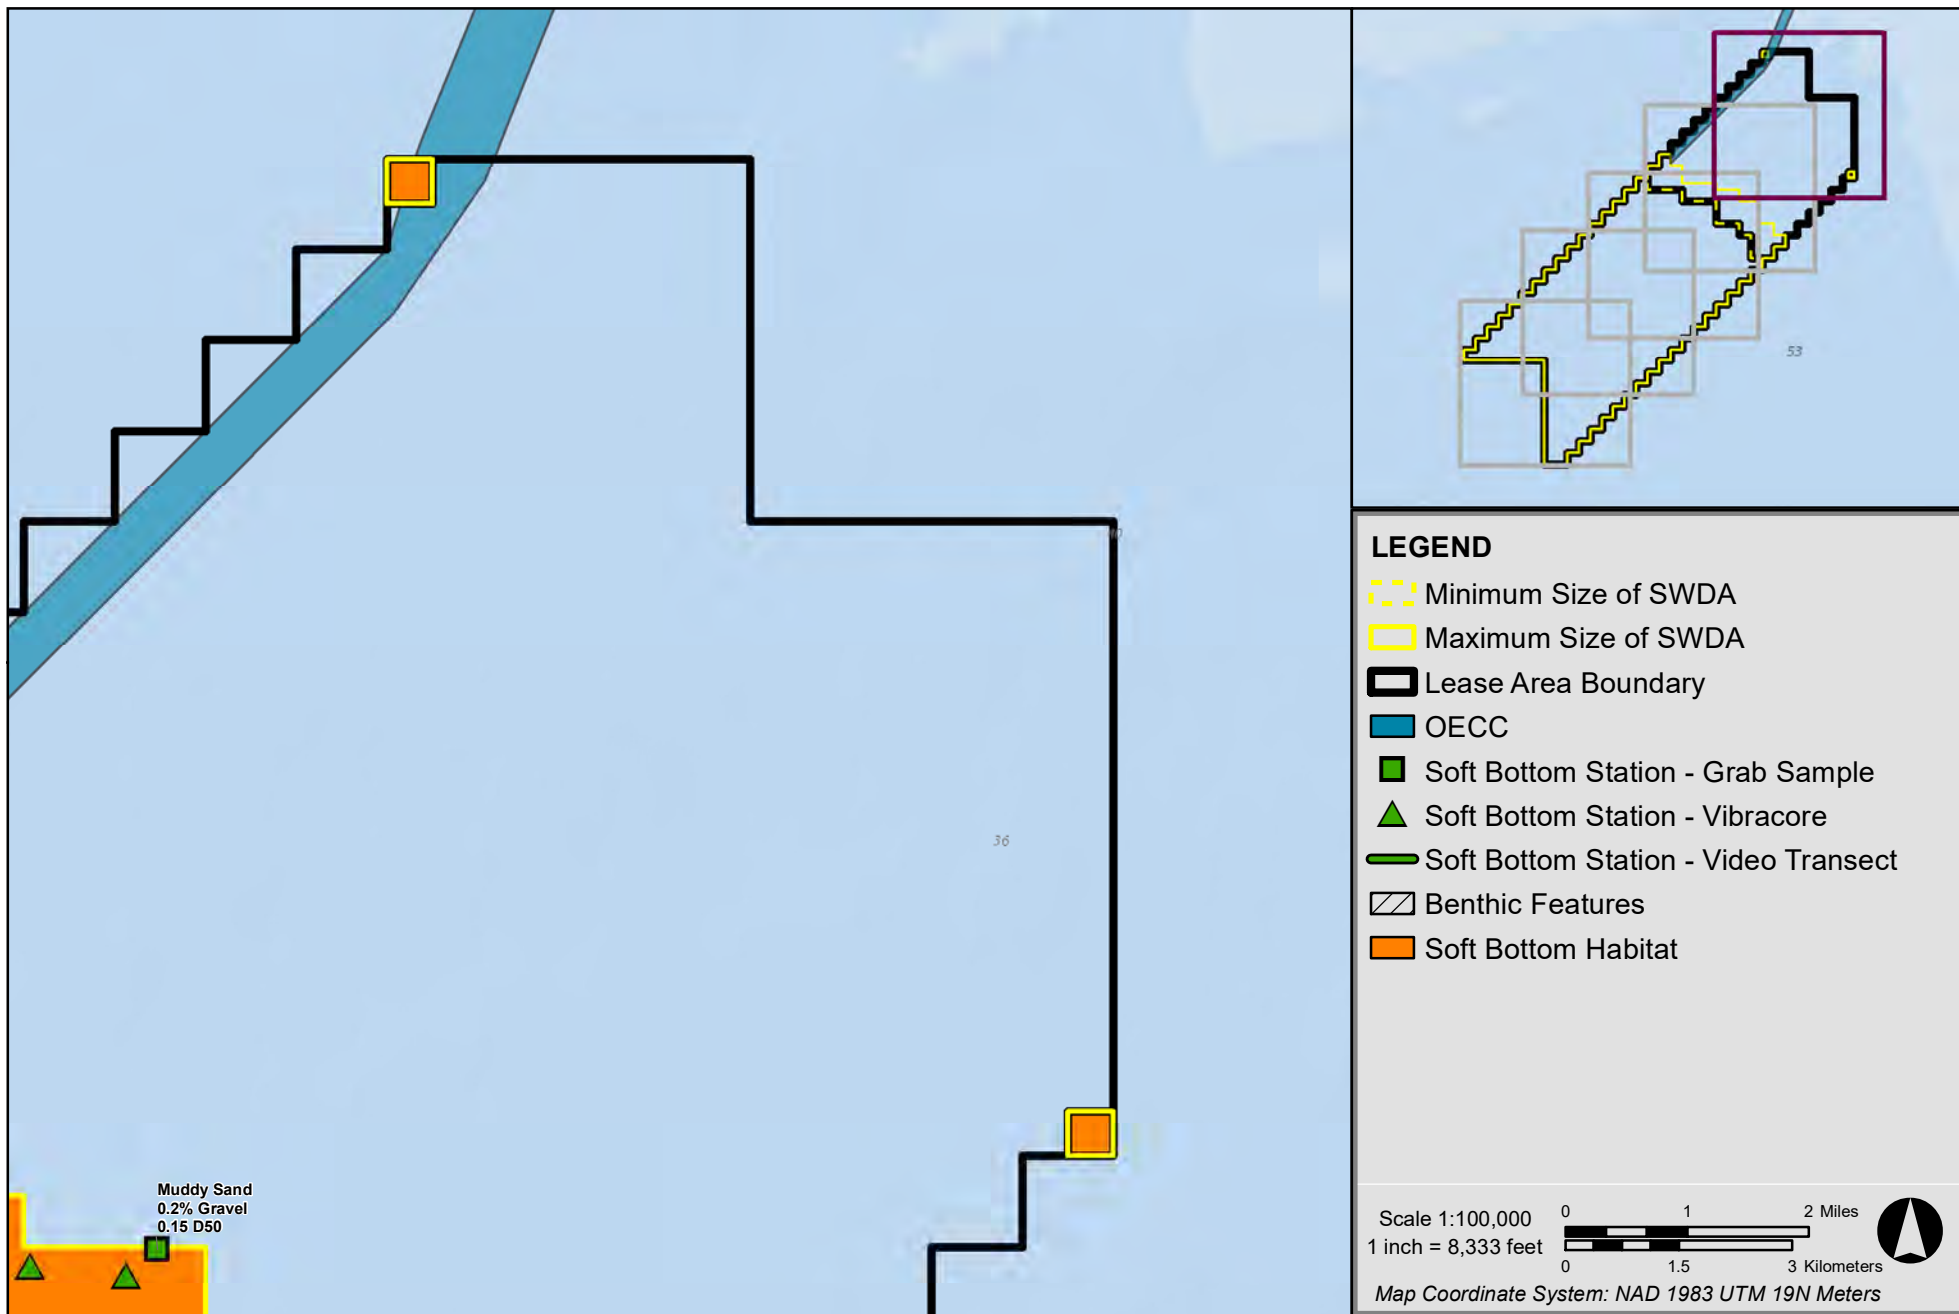 53
40
36
Muddy Sand
0.2% Gravel
0.15 D50
LEGEND
Minimum Size of SWDA
Maximum Size of SWDA
Lease Area Boundary
OECC
Soft Bottom Station - Grab Sample
Soft Bottom Station - Vibracore
Soft Bottom Station - Video Transect
Benthic Features
Soft Bottom Habitat
Scale 1:100,000
1 inch = 8,333 feet
0 1 2 Miles
0 1.5 3 Kilometers
Map Coordinate System: NAD 1983 UTM 19N Meters